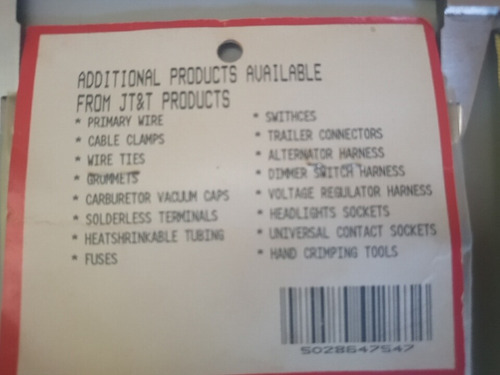 ADDITIONAL PRODUCTS AVAILABLE
FROM JT&T PRODUCTS
* PRIMARY WIRE
* CABLE CLAMPS
* WIRE TIES
* GRUMMETS
* CARBURETOR VACUUM CAPS
* SOLDERLESS TERMINALS
* HEATSHRINKABLE TUBING
* FUSES
* SWITHCES
* TRAILER CONNECTORS
* ALTERNATOR HARNESS
* DIMMER SWITCH HARNESS
* VOLTAGE REGULATOR HARNESS
* HEADLIGHTS SOCKETS
* UNIVERSAL CONTACT SOCKETS
* HAND CRIMPING TOOLS
5028647547